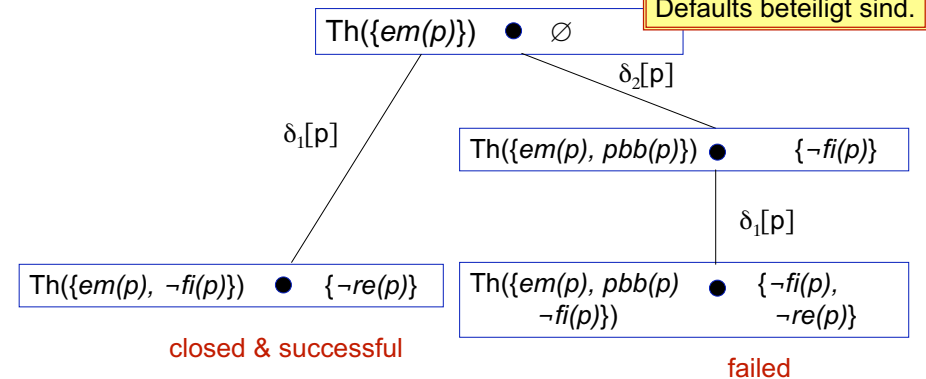 Defaults beteiligt sind.
Th({em(p)}) ● ∅
δ₂[p]
δ₁[p]
Th({em(p), pbb(p)}) ● {¬fi(p)}
δ₁[p]
Th({em(p), ¬fi(p)}) ● {¬re(p)}
Th({em(p), pbb(p) ● {¬fi(p),
¬fi(p)}) ¬re(p)}
closed & successful
failed